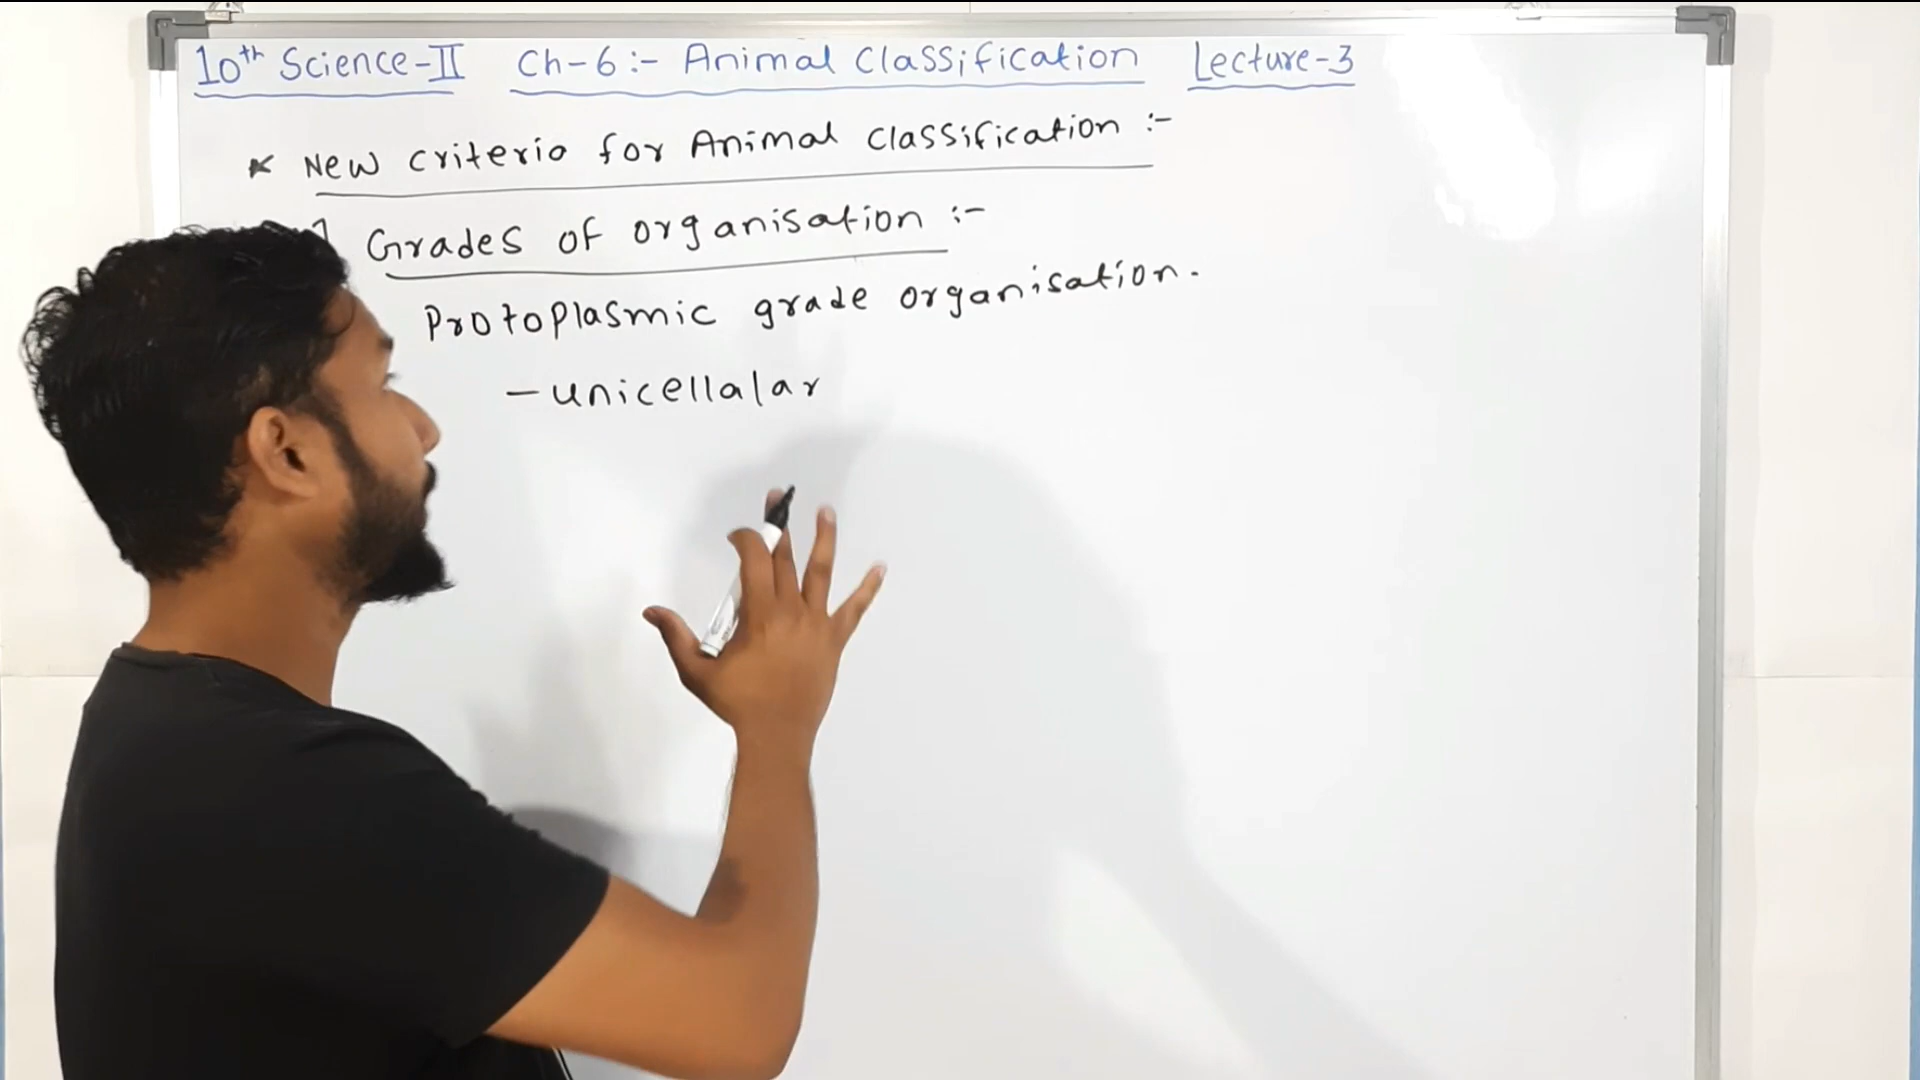 10th Science-II Ch-6:- Animal Classification Lecture-3
* New criteria for Animal Classification :-
Grades of organisation :-
Protoplasmic grade organisation.
- unicellalar